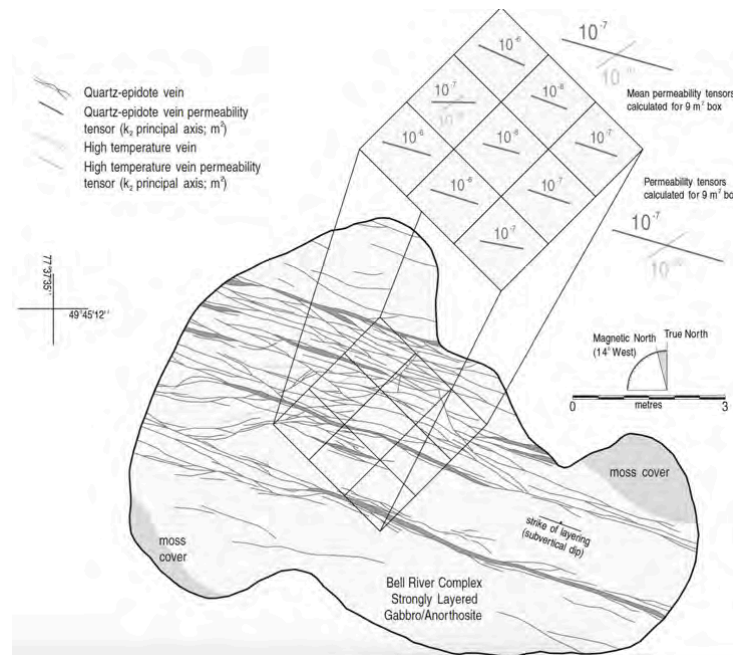 Quartz-epidote vein
Quartz-epidote vein permeability
tensor (k₂ principal axis; m²)
High temperature vein
High temperature vein permeability
tensor (k₂ principal axis; m²)
10⁻⁶
10⁻⁷
10⁻⁸
10⁻⁶
10⁻⁸
10⁻⁷
10⁻⁸
10⁻⁷
10⁻⁷
10⁻⁷
Mean permeability tensors
calculated for 9 m² box
Permeability tensors
calculated for 9 m² bo
10⁻⁷
77°37'35"
49°45'12"
Magnetic North
(14° West)
True North
0
metres
3
moss cover
strike of layering
(subvertical dip)
moss
cover
Bell River Complex
Strongly Layered
Gabbro/Anorthosite